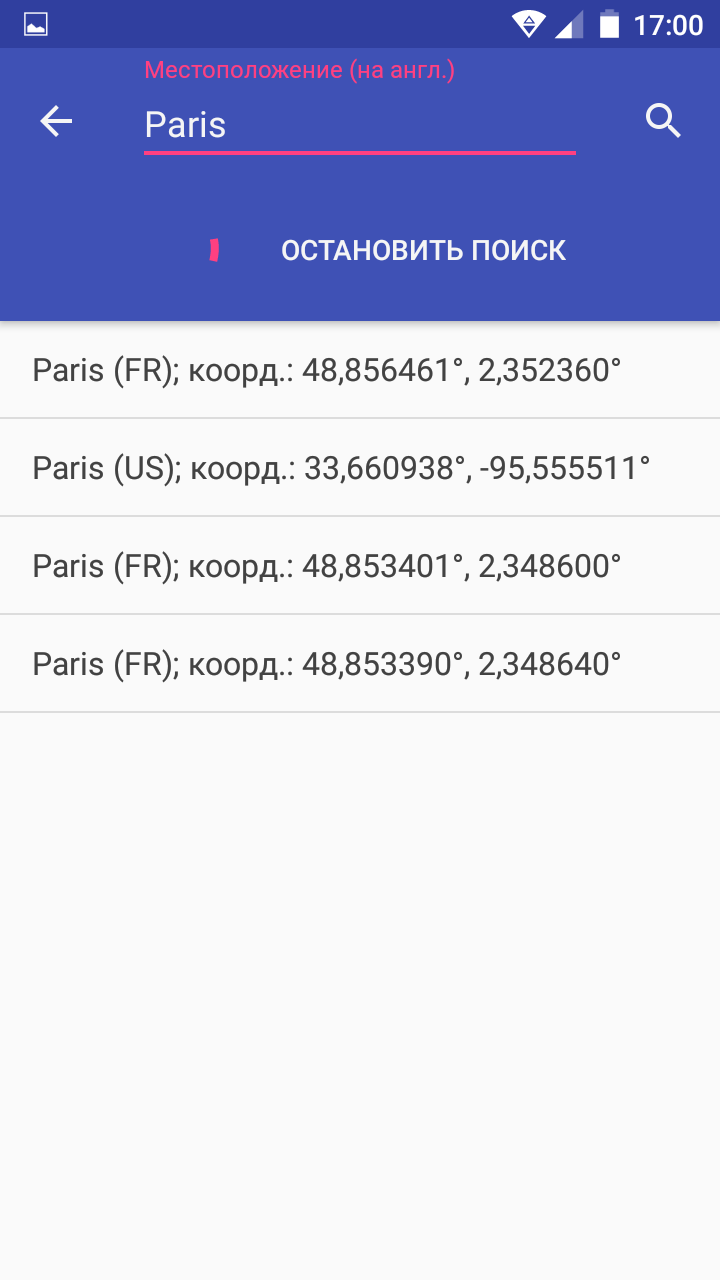 17:00
Местоположение (на англ.)
Paris
ОСТАНОВИТЬ ПОИСК
Paris (FR); коорд.: 48,856461°, 2,352360°
Paris (US); коорд.: 33,660938°, -95,555511°
Paris (FR); коорд.: 48,853401°, 2,348600°
Paris (FR); коорд.: 48,853390°, 2,348640°